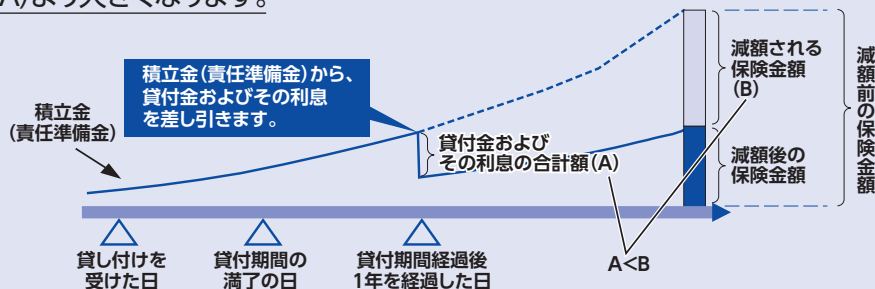 (A)より大きくなります。
積立金(責任準備金)から、
貸付金およびその利息
を差し引きます。
積立金
(責任準備金)
貸付金および
その利息の合計額(A)
減額される
保険金額
(B)
減額後の
保険金額
減額前の保険金額
貸し付けを
受けた日
貸付期間の
満了の日
貸付期間経過後
1年を経過した日
A<B